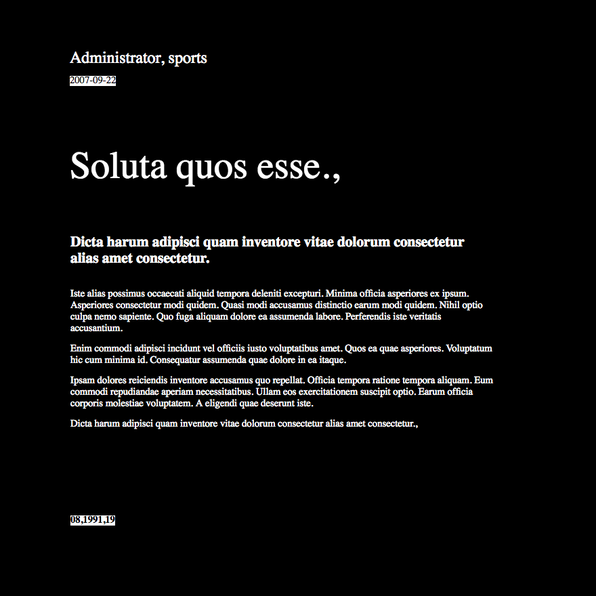 Administrator, sports
2007-09-22
Soluta quos esse.,
Dicta harum adipisci quam inventore vitae dolorum consectetur
alias amet consectetur.
Iste alias possimus occaecati aliquid tempora deleniti excepturi. Minima officia asperiores ex ipsum.
Asperiores consectetur modi quidem. Quasi modi accusamus distinctio earum modi quidem. Nihil optio
culpa nemo sapiente. Quo fuga aliquam dolore ea assumenda labore. Perferendis iste veritatis
accusantium.
Enim commodi adipisci incidunt vel officiis iusto voluptatibus amet. Quos ea quae asperiores. Voluptatum
hic cum minima id. Consequatur assumenda quae dolore in ea itaque.
Ipsam dolores reiciendis inventore accusamus quo repellat. Officia tempora ratione tempora aliquam. Eum
commodi repudiandae aperiam necessitatibus. Ullam eos exercitationem suscipit optio. Earum officia
corporis molestiae voluptatem. A eligendi quae deserunt iste.
Dicta harum adipisci quam inventore vitae dolorum consectetur alias amet consectetur.,
08,1991,19